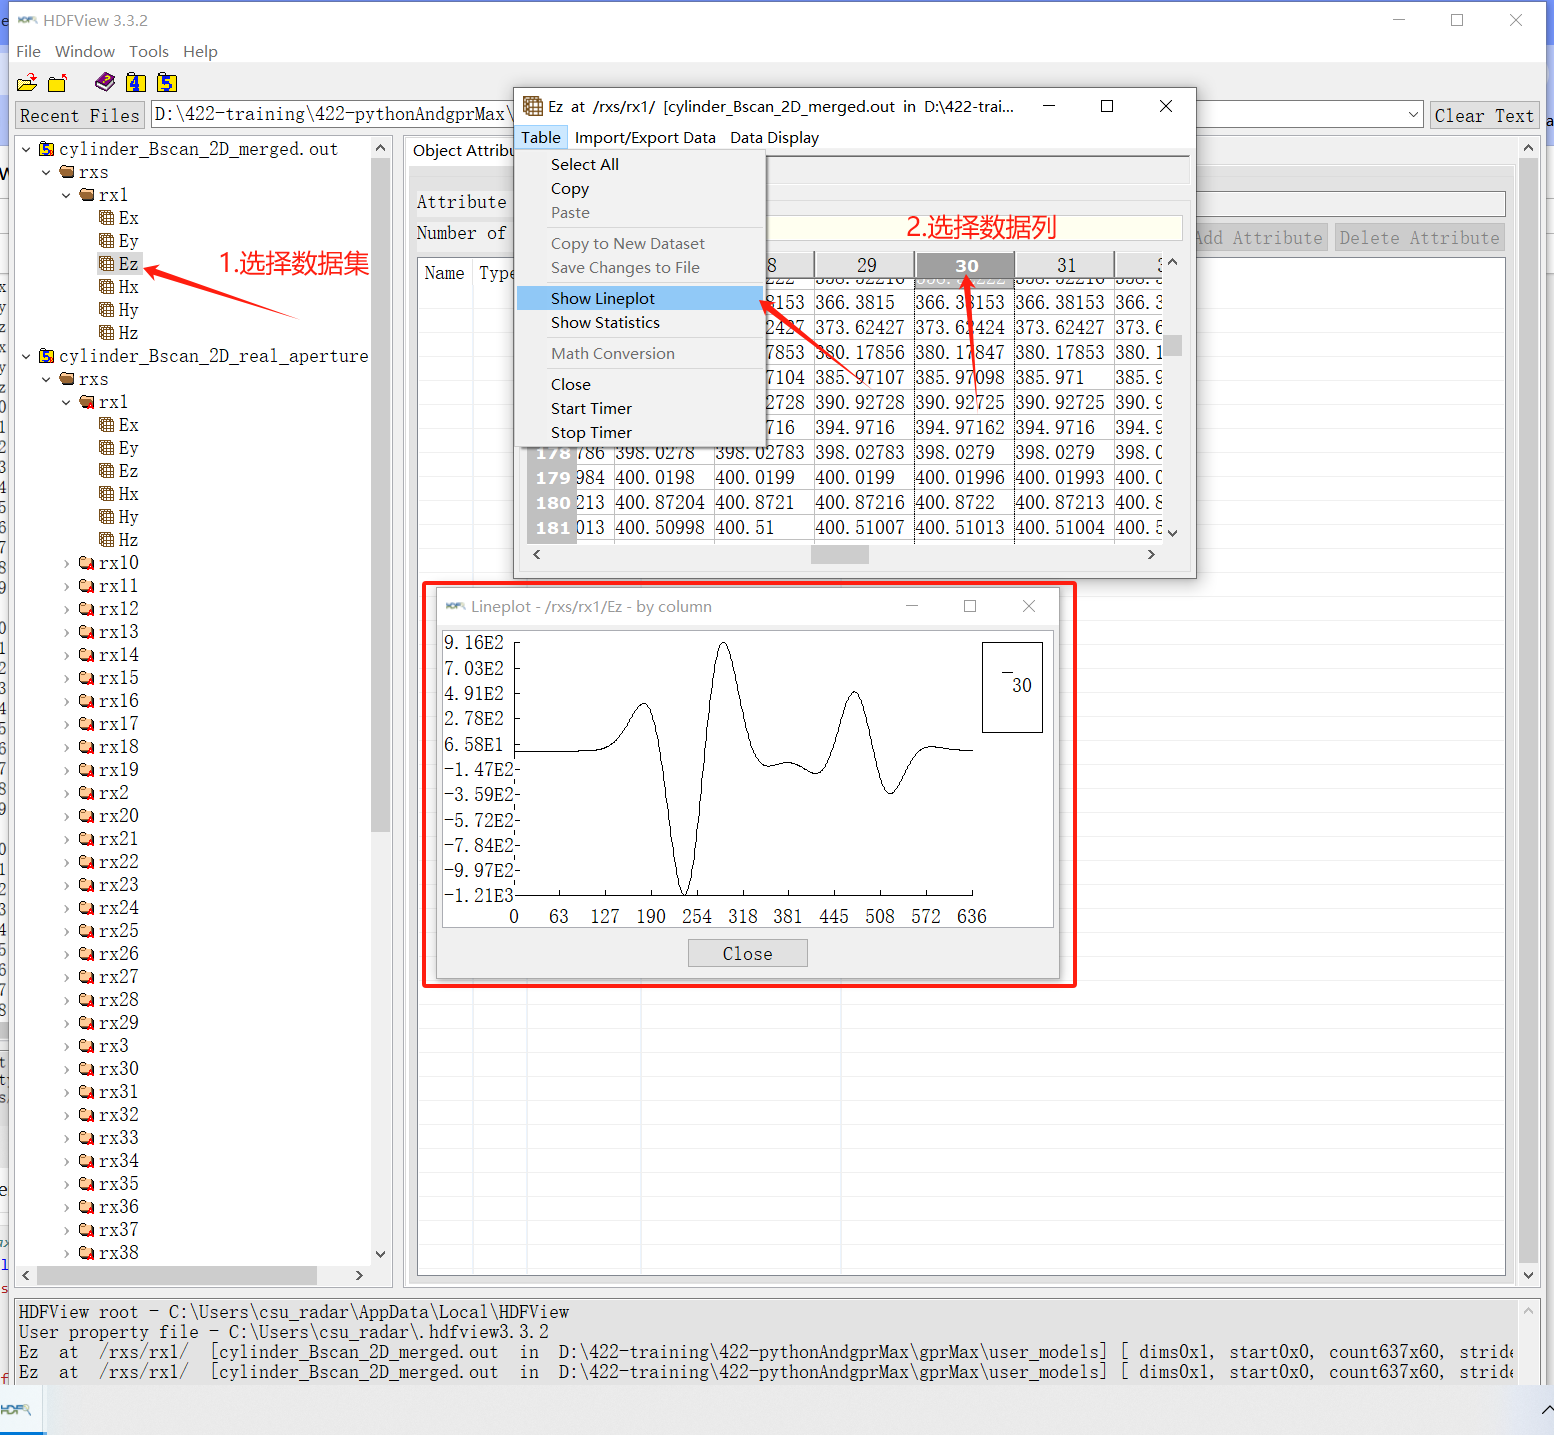 HDFView 3.3.2
File Window Tools Help
Recent Files
D:\422-training\422-pythonAndgprMax\
Clear Text
cylinder_Bscan_2D_merged.out
rxs
rx1
Ex
Ey
Ez
Hx
Hy
Hz
cylinder_Bscan_2D_real_aperture
rxs
rx1
Ex
Ey
Ez
Hx
Hy
Hz
rx10
rx11
rx12
rx13
rx14
rx15
rx16
rx17
rx18
rx19
rx2
rx20
rx21
rx22
rx23
rx24
rx25
rx26
rx27
rx28
rx29
rx3
rx30
rx31
rx32
rx33
rx34
rx35
rx36
rx37
rx38
1.选择数据集
Object Attribu
Attribute
Number of
Add Attribute Delete Attribute
Name Type
Ez at /rxs/rx1/ [cylinder_Bscan_2D_merged.out in D:\422-trai...
Table Import/Export Data Data Display
Select All
Copy
Paste
Copy to New Dataset
Save Changes to File
Show Lineplot
Show Statistics
Math Conversion
Close
Start Timer
Stop Timer
2.选择数据列
8 29 30 31
8153 366.3815 366.38153 366.38153 366.3
2427 373.62427 373.62424 373.62427 373.6
7853 380.17856 380.17847 380.17853 380.1
7104 385.97107 385.97098 385.971 385.9
2728 390.92728 390.92725 390.92725 390.9
716 394.9716 394.97162 394.9716 394.9
178 786 398.0278 398.02783 398.02783 398.0279 398.0279 398.0
179 984 400.0198 400.0199 400.0199 400.01996 400.01993 400.0
180 213 400.87204 400.8721 400.87216 400.8722 400.87213 400.8
181 013 400.50998 400.51 400.51007 400.51013 400.51004 400.5
Lineplot - /rxs/rx1/Ez - by column
9.16E2
7.03E2
4.91E2
2.78E2
6.58E1
-1.47E2
-3.59E2
-5.72E2
-7.84E2
-9.97E2
-1.21E3
0 63 127 190 254 318 381 445 508 572 636
30
Close
HDFView root - C:\Users\csu_radar\AppData\Local\HDFView
User property file - C:\Users\csu_radar\.hdfview3.3.2
Ez at /rxs/rx1/ [cylinder_Bscan_2D_merged.out in D:\422-training\422-pythonAndgprMax\gprMax\user_models] [ dims0x1, start0x0, count637x60, stride
Ez at /rxs/rx1/ [cylinder_Bscan_2D_merged.out in D:\422-training\422-pythonAndgprMax\gprMax\user_models] [ dims0x1, start0x0, count637x60, stride